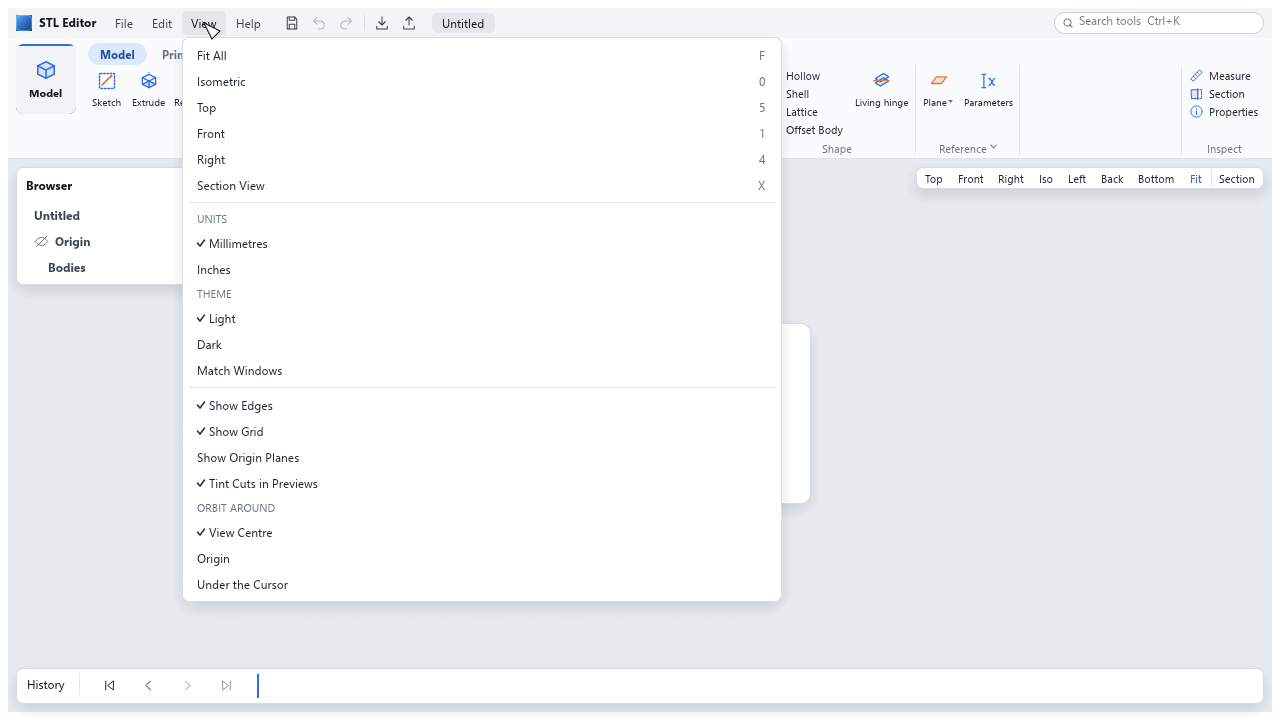 STL Editor
File
Edit
View
Help
Untitled
Search tools Ctrl+K
Model
Model
Sketch
Extrude
Hollow
Shell
Lattice
Offset Body
Shape
Living hinge
Plane
Parameters
Reference
Measure
Section
Properties
Inspect
Fit All F
Isometric 0
Top 5
Front 1
Right 4
Section View X
UNITS
Millimetres
Inches
THEME
Light
Dark
Match Windows
Show Edges
Show Grid
Show Origin Planes
Tint Cuts in Previews
ORBIT AROUND
View Centre
Origin
Under the Cursor
Browser
Untitled
Origin
Bodies
Top Front Right Iso Left Back Bottom Fit Section
History